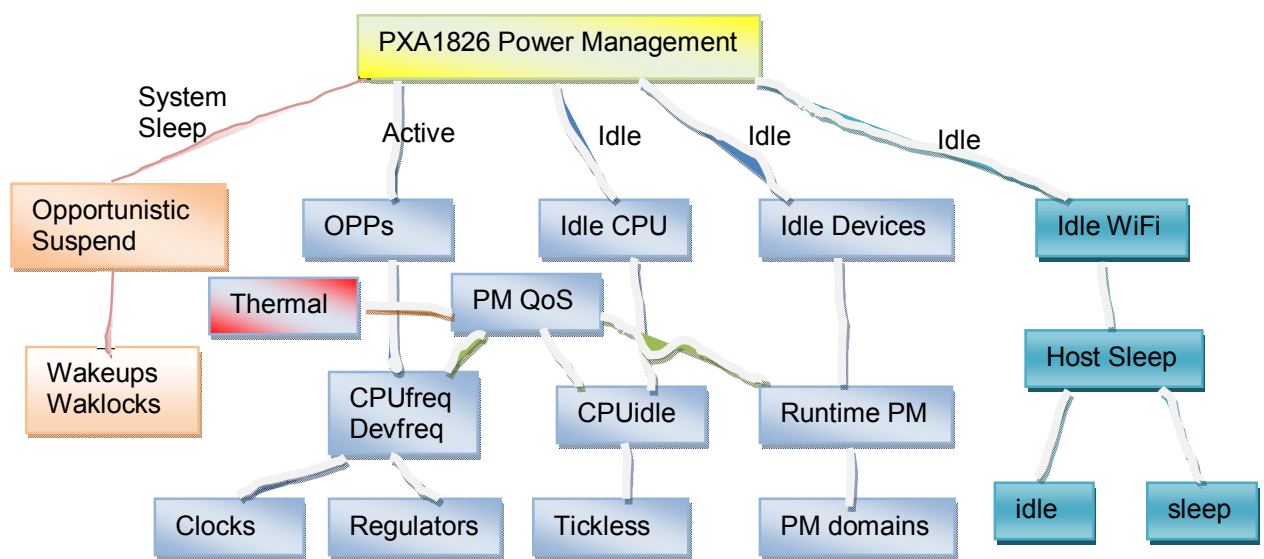 PXA1826 Power Management
System
Sleep
Active
Idle
Idle
Idle
Opportunistic
Suspend
OPPs
Idle CPU
Idle Devices
Idle WiFi
Thermal
PM QoS
Wakeups
Waklocks
CPUfreq
Devfreq
CPUidle
Runtime PM
Host Sleep
Clocks
Regulators
Tickless
PM domains
idle
sleep